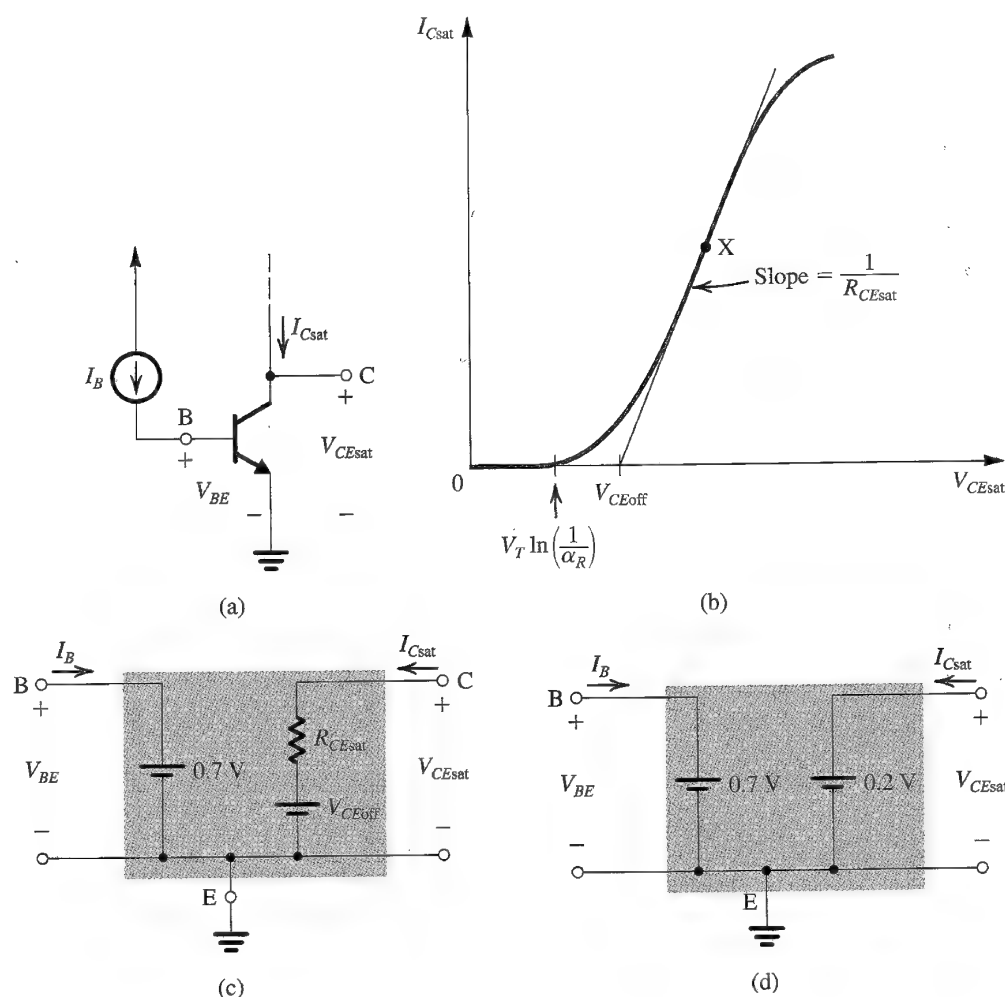 I_Csat
X
Slope = 1/R_CEsat
I_Csat
I_B
C
+
B
+
V_CEsat
V_BE
−
−
0
V_CEoff
V_CEsat
V_T ln(1/α_R)
(a)
(b)
I_B
I_Csat
B
C
+
+
R_CEsat
V_BE
0.7 V
V_CEsat
V_CEoff
−
−
E
(c)
I_B
I_Csat
B
+
+
V_BE
0.7 V
0.2 V
V_CEsat
−
−
E
(d)